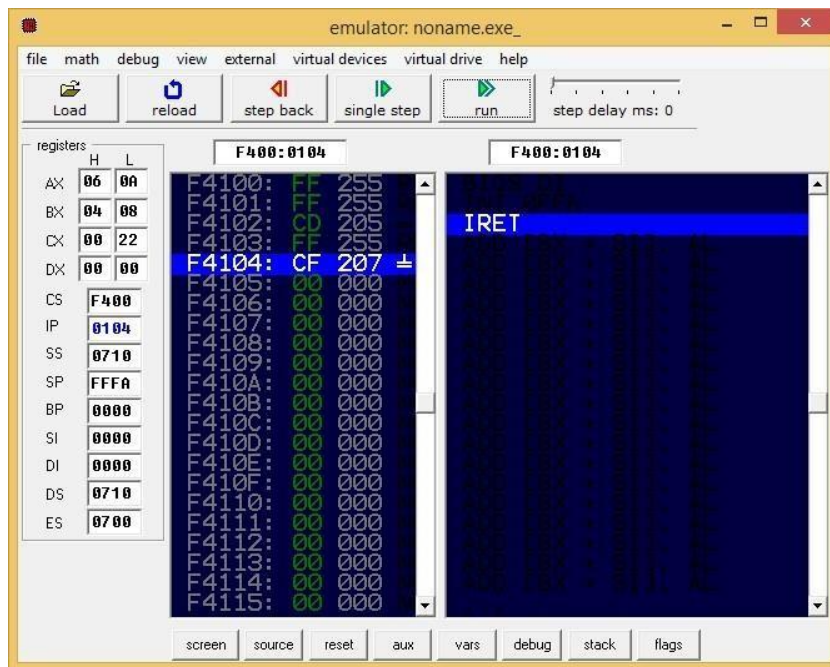 emulator: noname.exe_
file math debug view external virtual devices virtual drive help
Load reload step back single step run step delay ms: 0
registers
H L
AX 06 0A
BX 04 08
CX 00 22
DX 00 00
CS F400
IP 0104
SS 0710
SP FFFA
BP 0000
SI 0000
DI 0000
DS 0710
ES 0700
F400:0104
F4100: FF 255
F4101: FF 255
F4102: CD 205
F4103: FF 255
F4104: CF 207 ╧
F4105: 00 000
F4106: 00 000
F4107: 00 000
F4108: 00 000
F4109: 00 000
F410A: 00 000
F410B: 00 000
F410C: 00 000
F410D: 00 000
F410E: 00 000
F410F: 00 000
F4110: 00 000
F4111: 00 000
F4112: 00 000
F4113: 00 000
F4114: 00 000
F4115: 00 000
F400:0104
IRET
screen source reset aux vars debug stack flags